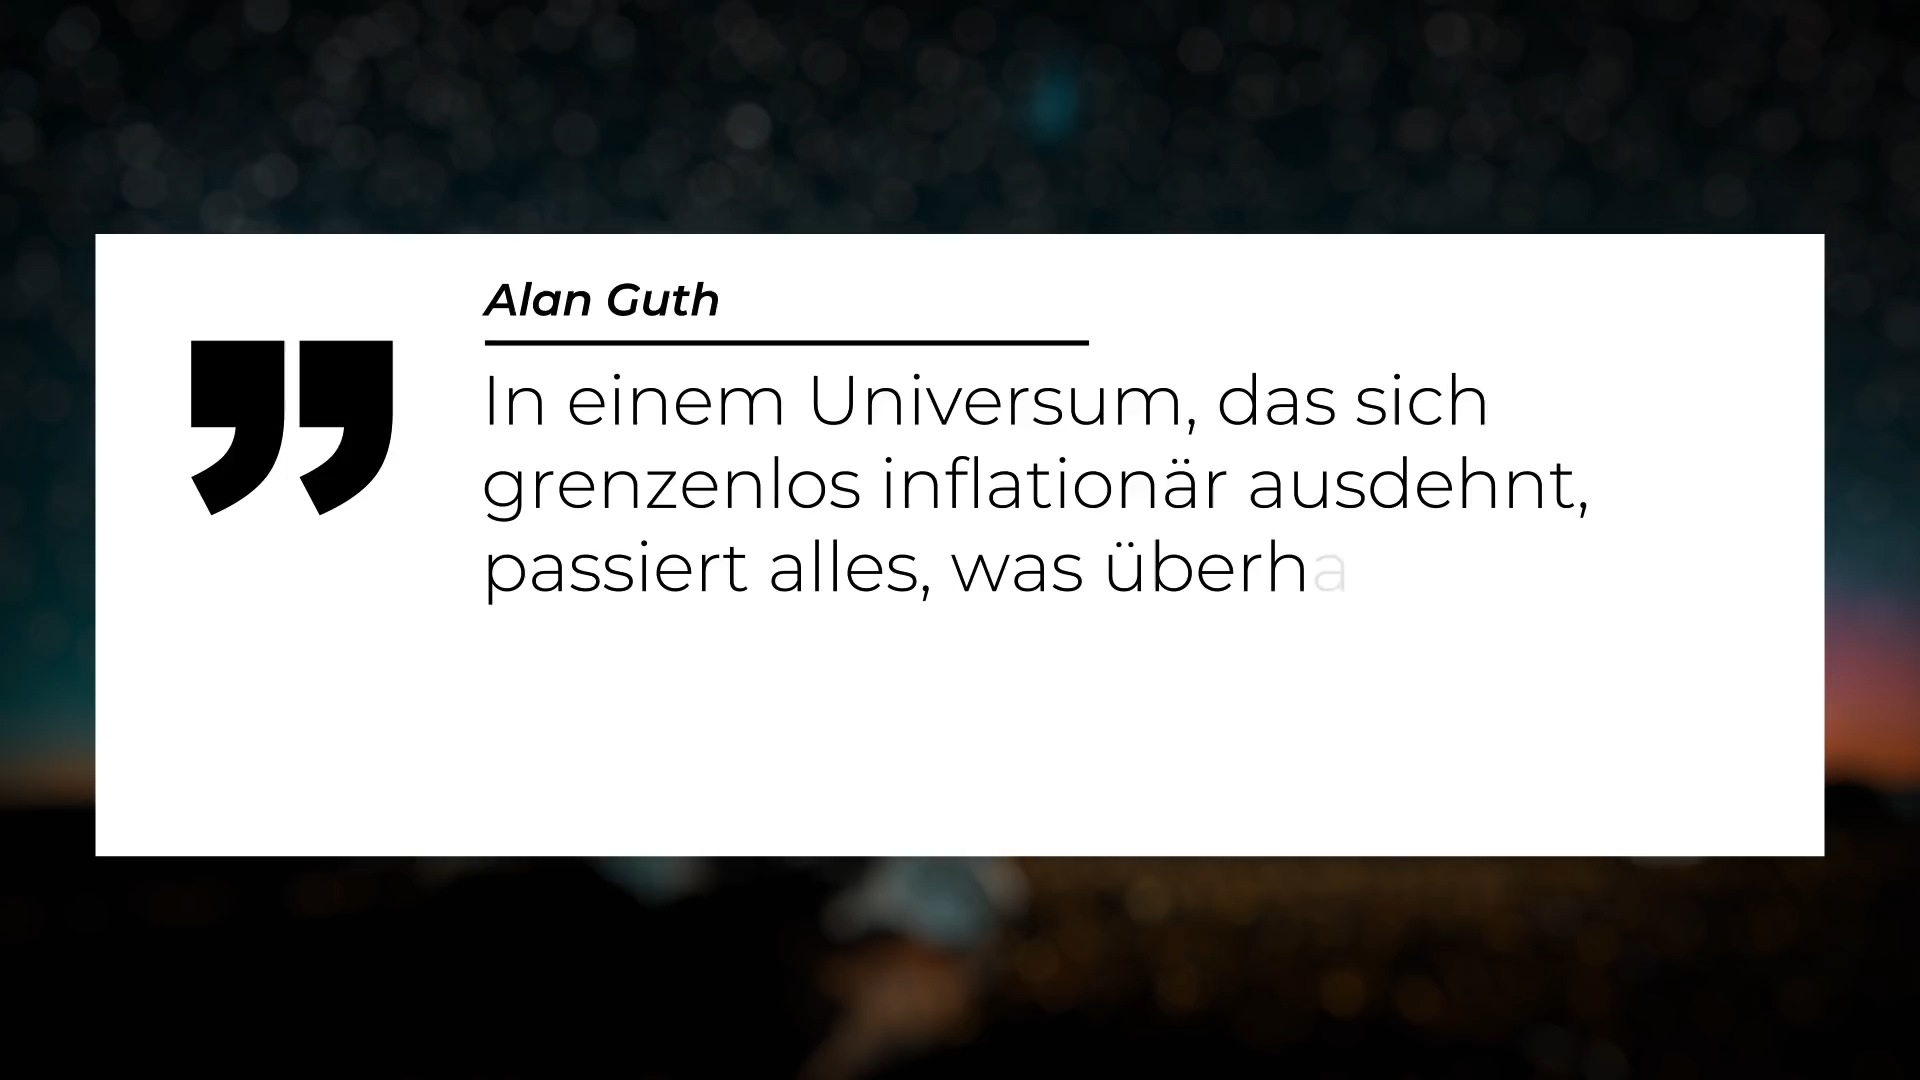 Alan Guth
In einem Universum, das sich
grenzenlos inflationär ausdehnt,
passiert alles, was überha